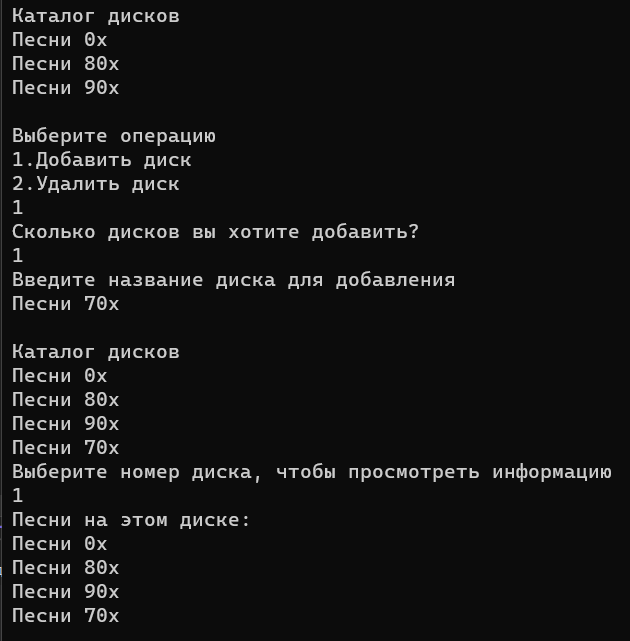 Каталог дисков
Песни 0х
Песни 80х
Песни 90х
Выберите операцию
1.Добавить диск
2.Удалить диск
1
Сколько дисков вы хотите добавить?
1
Введите название диска для добавления
Песни 70х
Каталог дисков
Песни 0х
Песни 80х
Песни 90х
Песни 70х
Выберите номер диска, чтобы просмотреть информацию
1
Песни на этом диске:
Песни 0х
Песни 80х
Песни 90х
Песни 70х